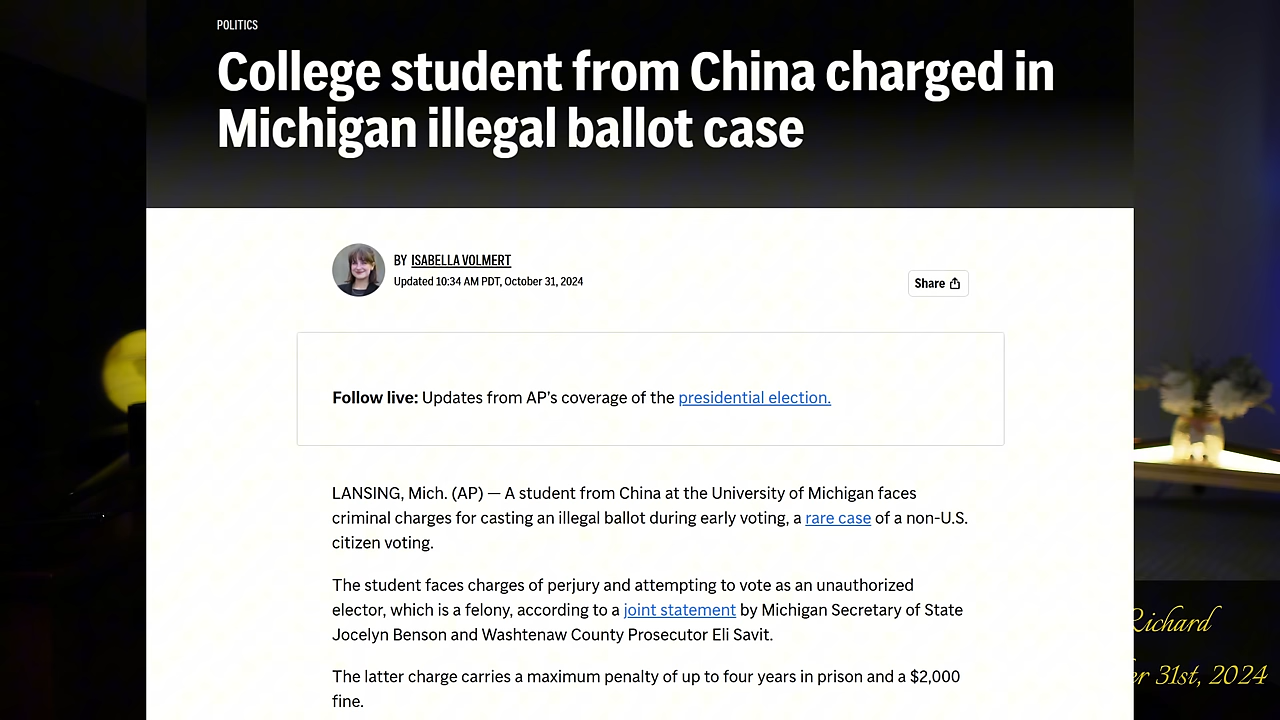 POLITICS
College student from China charged in
Michigan illegal ballot case
BY ISABELLA VOLMERT
Updated 10:34 AM PDT, October 31, 2024
Share
Follow live: Updates from AP's coverage of the presidential election.
LANSING, Mich. (AP) — A student from China at the University of Michigan faces
criminal charges for casting an illegal ballot during early voting, a rare case of a non-U.S.
citizen voting.
The student faces charges of perjury and attempting to vote as an unauthorized
elector, which is a felony, according to a joint statement by Michigan Secretary of State
Jocelyn Benson and Washtenaw County Prosecutor Eli Savit.
The latter charge carries a maximum penalty of up to four years in prison and a $2,000
fine.
Richard
er 31st, 2024